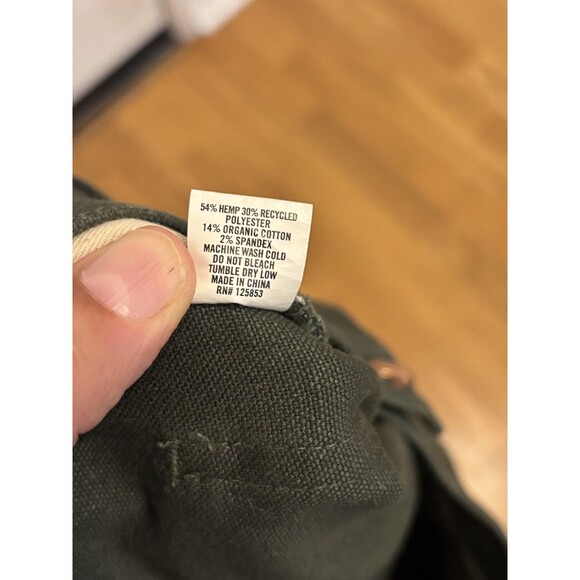 54% HEMP 30% RECYCLED
POLYESTER
14% ORGANIC COTTON
2% SPANDEX
MACHINE WASH COLD
DO NOT BLEACH
TUMBLE DRY LOW
MADE IN CHINA
RN# 125853